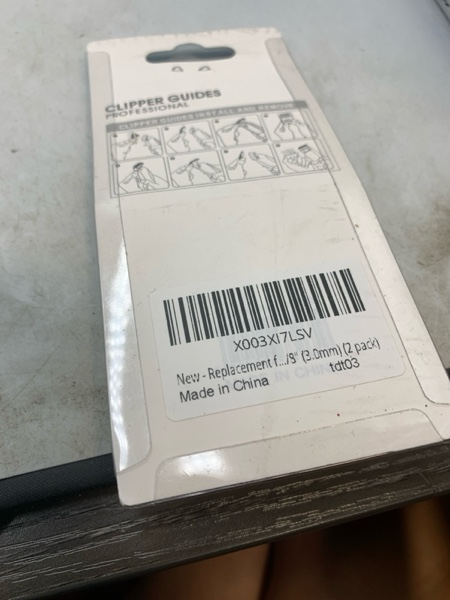 CLIPPER GUIDES
PROFESSIONAL
CLIPPER GUIDES INSTALL AND REMOVE
X003XI7LSV
New - Replacement f.../8" (3.0mm) (2 pack)
Made in China
tdt03